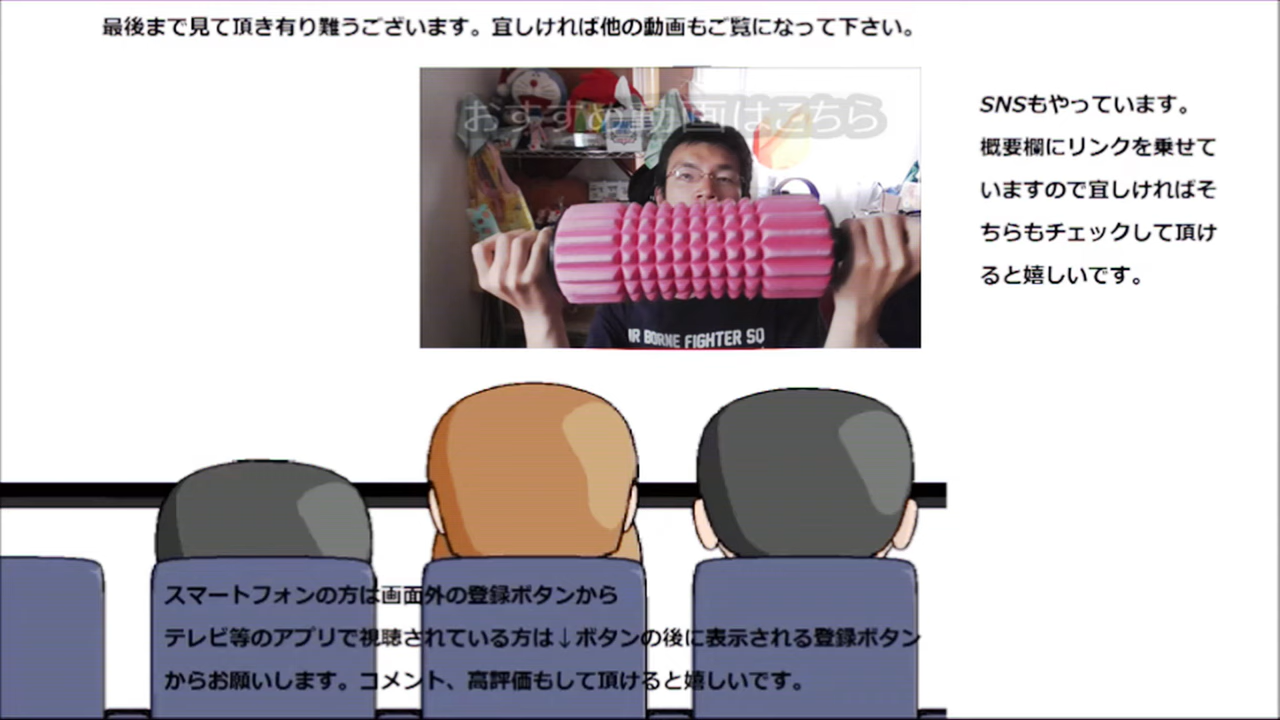 最後まで見て頂き有り難うございます。宜しければ他の動画もご覧になって下さい。
おすすめ動画はこちら
SNSもやっています。
概要欄にリンクを乗せて
いますので宜しければそ
ちらもチェックして頂け
ると嬉しいです。
IR BORNE FIGHTER SQ
スマートフォンの方は画面外の登録ボタンから
テレビ等のアプリで視聴されている方は↓ボタンの後に表示される登録ボタン
からお願いします。コメント、高評価もして頂けると嬉しいです。